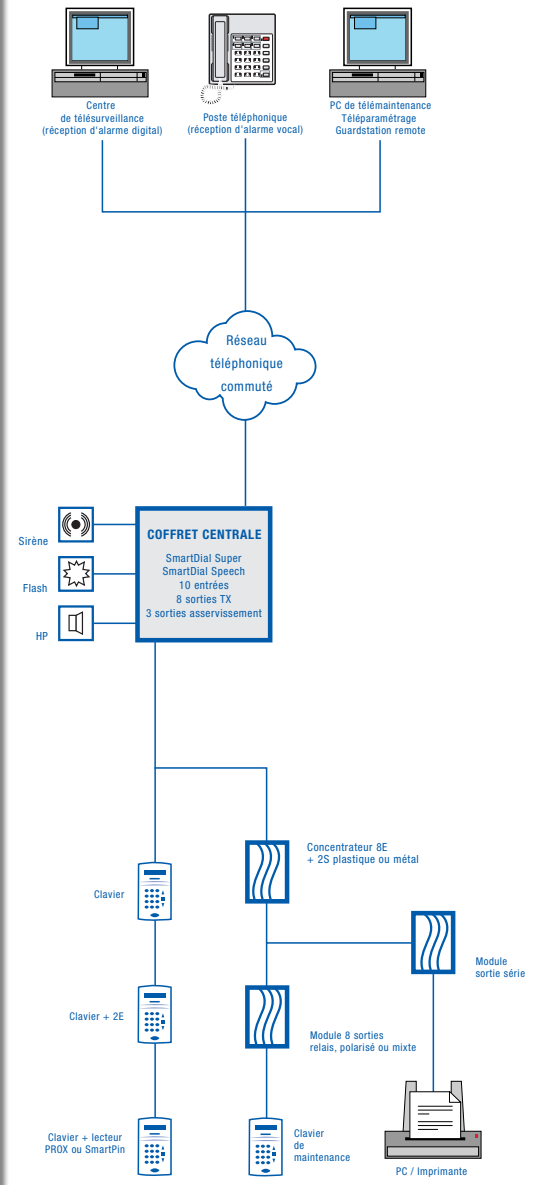 Centre
de télésurveillance
(réception d'alarme digital)
Poste téléphonique
(réception d'alarme vocal)
PC de télémaintenance
Téléparamétrage
Guardstation remote
Réseau
téléphonique
commuté
Sirène
Flash
HP
COFFRET CENTRALE
SmartDial Super
SmartDial Speech
10 entrées
8 sorties TX
3 sorties asservissement
Concentrateur 8E
+ 2S plastique ou métal
Clavier
Module
sortie série
Clavier + 2E
Module 8 sorties
relais, polarisé ou mixte
Clavier + lecteur
PROX ou SmartPin
Clavier
de
maintenance
PC / Imprimante